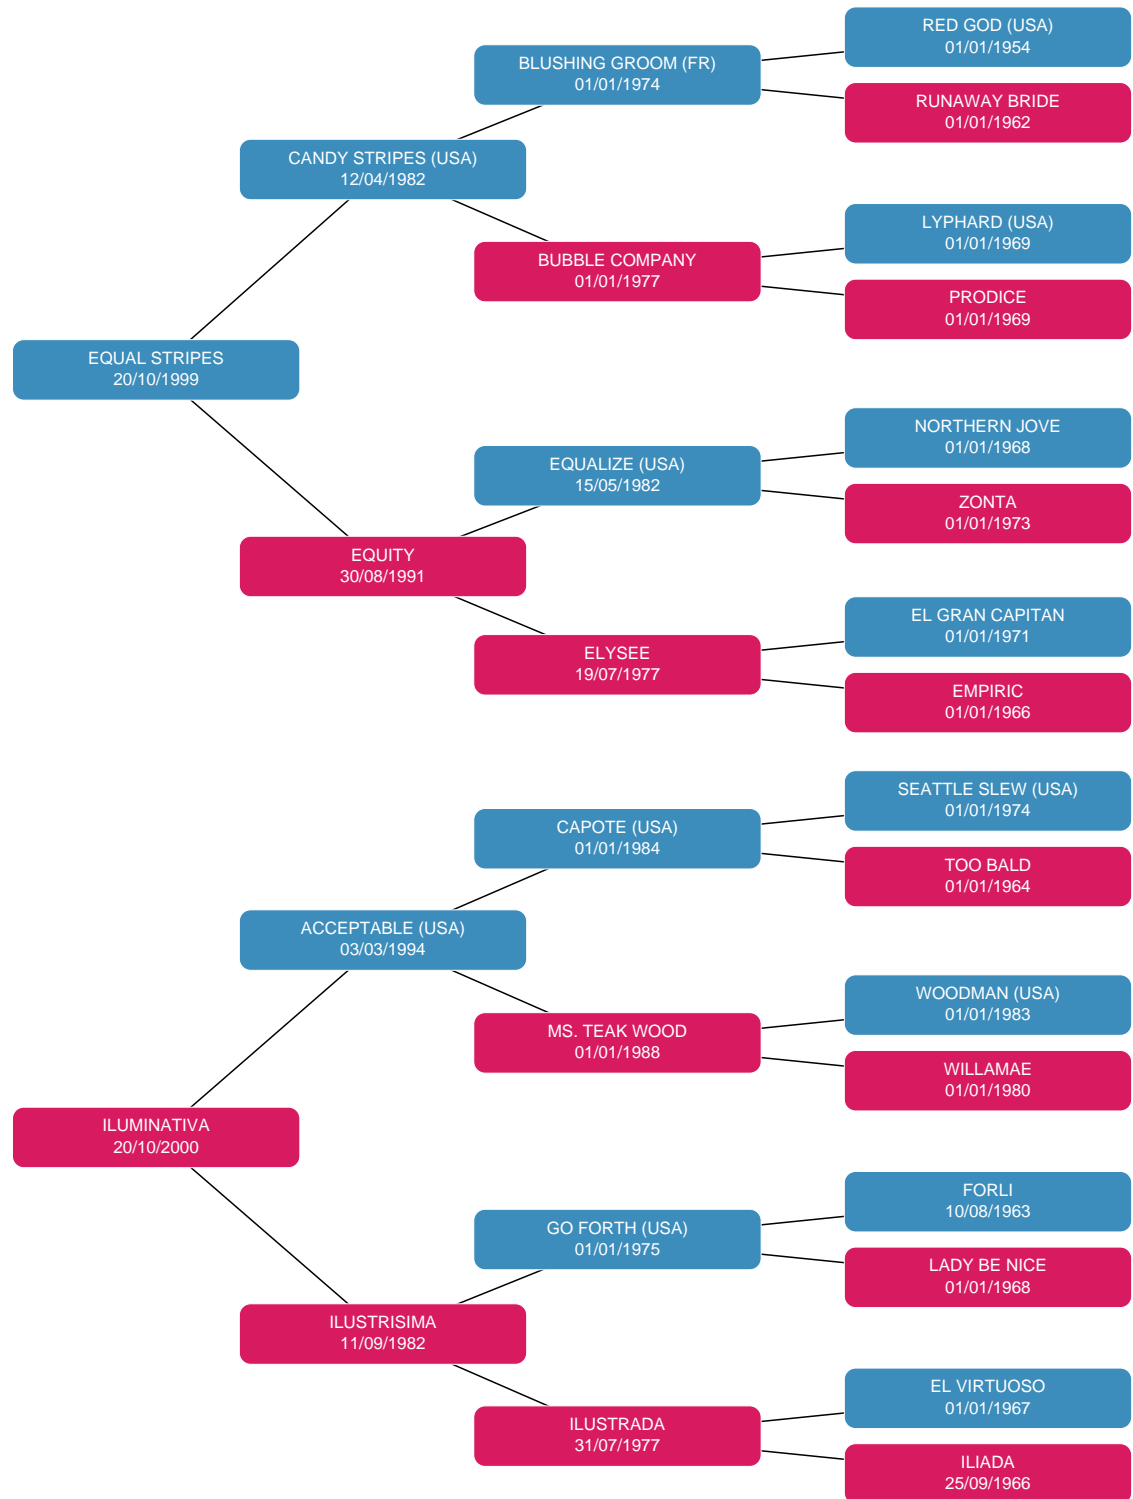 RED GOD (USA)
01/01/1954
BLUSHING GROOM (FR)
01/01/1974
RUNAWAY BRIDE
01/01/1962
CANDY STRIPES (USA)
12/04/1982
LYPHARD (USA)
01/01/1969
BUBBLE COMPANY
01/01/1977
PRODICE
01/01/1969
EQUAL STRIPES
20/10/1999
NORTHERN JOVE
01/01/1968
EQUALIZE (USA)
15/05/1982
ZONTA
01/01/1973
EQUITY
30/08/1991
EL GRAN CAPITAN
01/01/1971
ELYSEE
19/07/1977
EMPIRIC
01/01/1966
SEATTLE SLEW (USA)
01/01/1974
CAPOTE (USA)
01/01/1984
TOO BALD
01/01/1964
ACCEPTABLE (USA)
03/03/1994
WOODMAN (USA)
01/01/1983
MS. TEAK WOOD
01/01/1988
WILLAMAE
01/01/1980
ILUMINATIVA
20/10/2000
FORLI
10/08/1963
GO FORTH (USA)
01/01/1975
LADY BE NICE
01/01/1968
ILUSTRISIMA
11/09/1982
EL VIRTUOSO
01/01/1967
ILUSTRADA
31/07/1977
ILIADA
25/09/1966